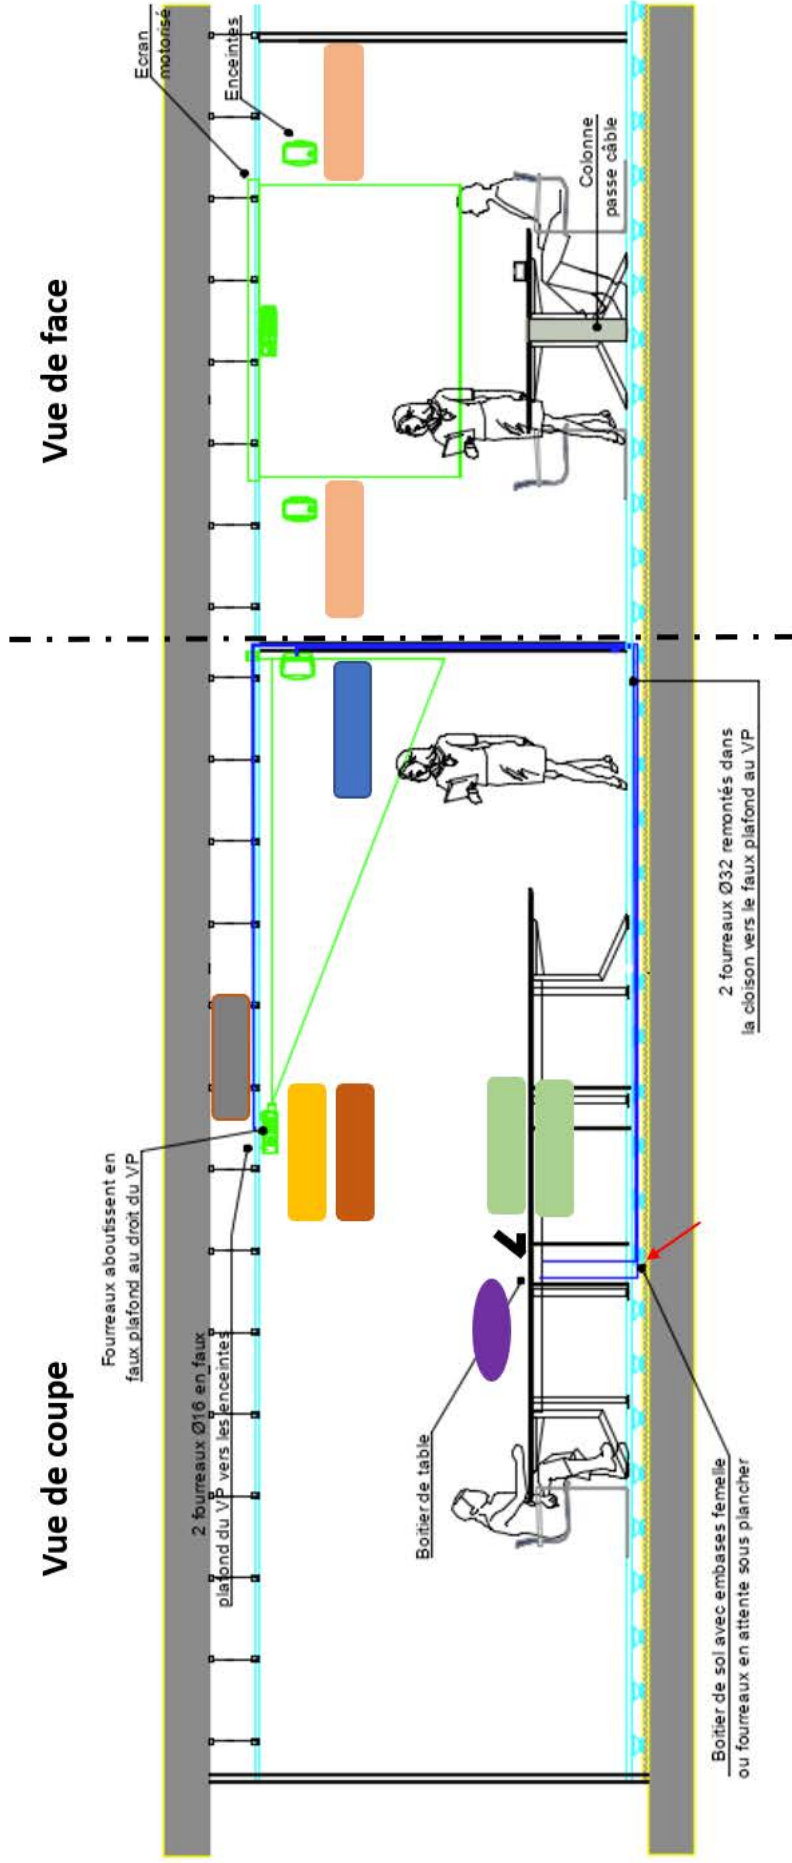 Vue de coupe
Vue de face
Fourreaux aboutissent en
faux plafond au droit du VP
2 fourreaux Ø16 en faux
plafond du VP vers les enceintes
Boitier de table
Boitier de sol avec embases femelle
ou fourreaux en attente sous plancher
2 fourreaux Ø32 remontés dans
la cloison vers le faux plafond au VP
Ecran
motorisé
Enceintes
Colonne
passe câble